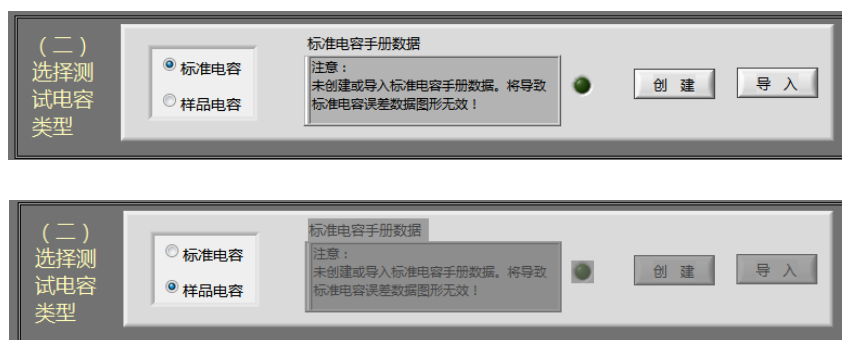 （二）
选择测
试电容
类型
标准电容
样品电容
标准电容手册数据
注意：
未创建或导入标准电容手册数据。将导致
标准电容误差数据图形无效！
创 建
导 入
（二）
选择测
试电容
类型
标准电容
样品电容
标准电容手册数据
注意：
未创建或导入标准电容手册数据。将导致
标准电容误差数据图形无效！
创 建
导 入